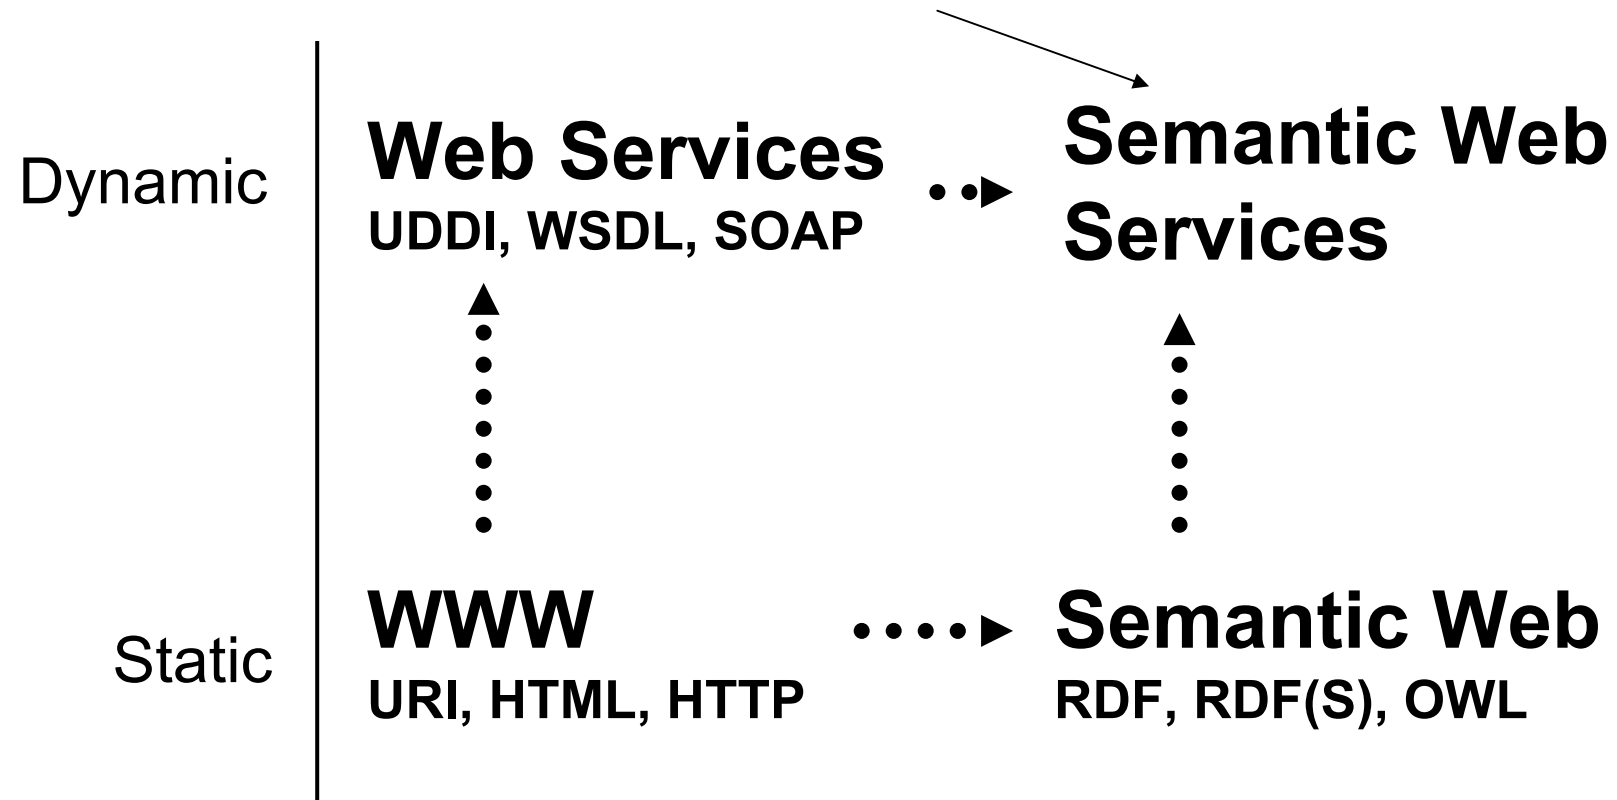 Dynamic
Web Services
UDDI, WSDL, SOAP
Semantic Web
Services
Static
WWW
URI, HTML, HTTP
Semantic Web
RDF, RDF(S), OWL